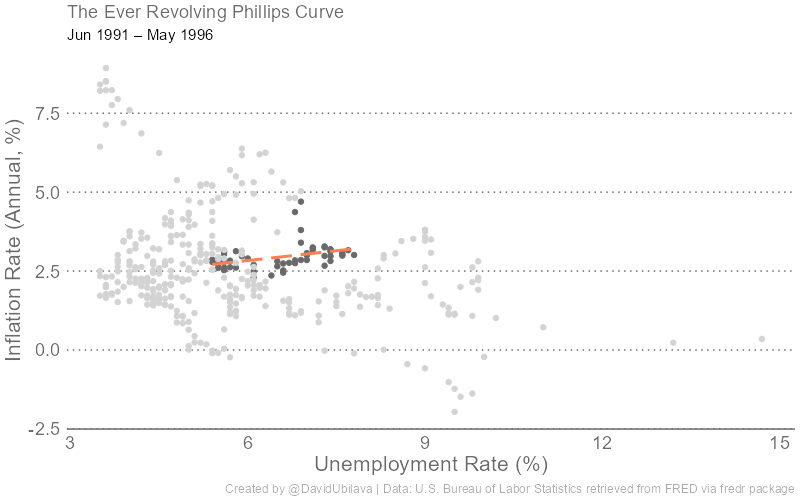 The Ever Revolving Phillips Curve
Jun 1991 – May 1996
Inflation Rate (Annual, %)
7.5
5.0
2.5
0.0
-2.5
3 6 9 12 15
Unemployment Rate (%)
Created by @DavidUbilava | Data: U.S. Bureau of Labor Statistics retrieved from FRED via fredr package